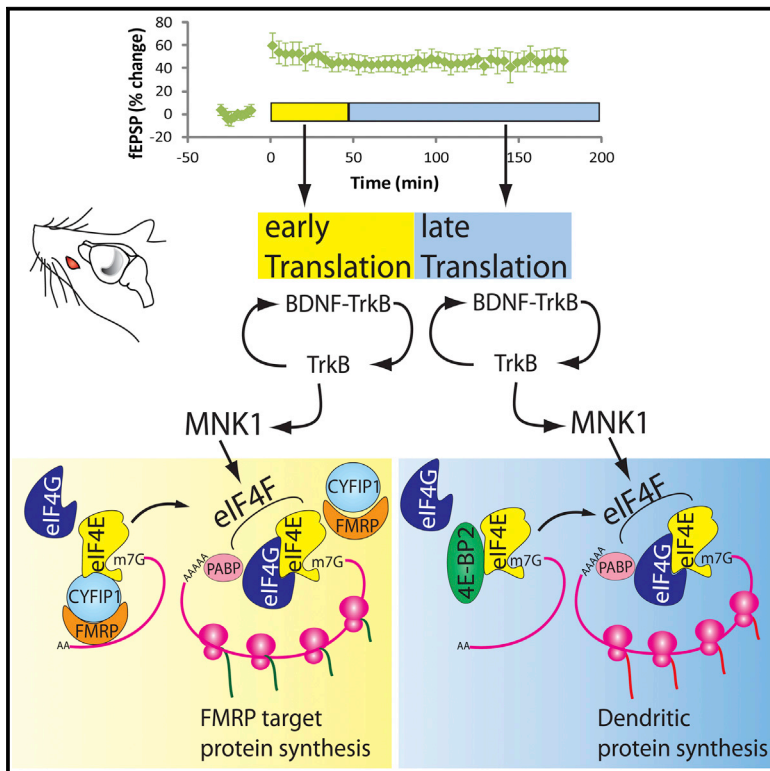 fEPSP (% change)
80
60
40
20
0
-20
-50
0
50
100
150
200
Time (min)
early Translation
late Translation
BDNF-TrkB
BDNF-TrkB
TrkB
TrkB
MNK1
MNK1
eIF4G
eIF4E
m7G
CYFIP1
FMRP
AA
eIF4F
CYFIP1
FMRP
AAAAA
PABP
eIF4G
eIF4E
m7G
FMRP target
protein synthesis
eIF4G
4E-BP2
eIF4E
m7G
AA
eIF4F
AAAAA
PABP
eIF4G
eIF4E
m7G
Dendritic
protein synthesis